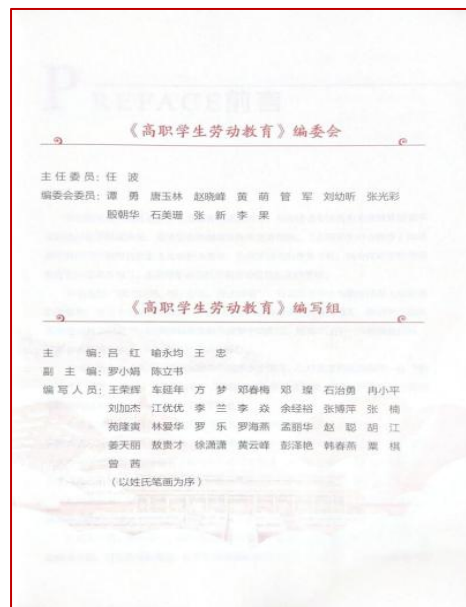 PREFACE前言
《高职学生劳动教育》编委会
主任委员：任 波
编委会委员：谭 勇 唐玉林 赵晓峰 黄 萌 管 军 刘幼昕 张光彩
殷朝华 石美珊 张 新 李 果
《高职学生劳动教育》编写组
主 编：吕 红 喻永均 王 忠
副 主 编：罗小娟 陈立书
编 写 人 员：王荣辉 车延年 方 梦 邓春梅 邓 璨 石治勇 冉小平
刘加杰 江优优 李 兰 李 焱 余经裕 张博萍 张 楠
苑隆寅 林爱华 罗 乐 罗海燕 孟丽华 赵 聪 胡 江
姜天丽 敖贵才 徐潇潇 黄云峰 彭泽艳 韩春燕 粟 棋
曾 茜
（以姓氏笔画为序）